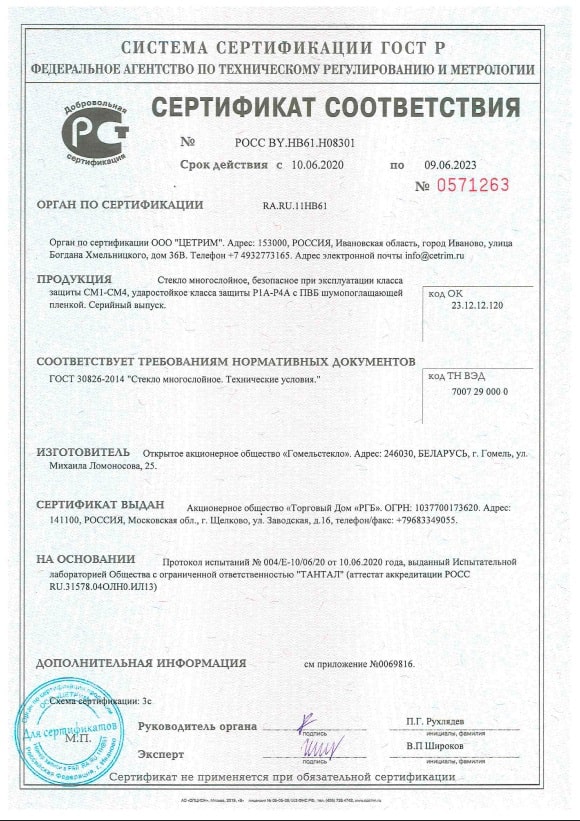 СИСТЕМА СЕРТИФИКАЦИИ ГОСТ Р
ФЕДЕРАЛЬНОЕ АГЕНТСТВО ПО ТЕХНИЧЕСКОМУ РЕГУЛИРОВАНИЮ И МЕТРОЛОГИИ
Добровольная
сертификация
СЕРТИФИКАТ СООТВЕТСТВИЯ
№ РОСС BY.НВ61.Н08301
Срок действия с 10.06.2020 по 09.06.2023
№ 0571263
ОРГАН ПО СЕРТИФИКАЦИИ RA.RU.11НВ61
Орган по сертификации ООО "ЦЕТРИМ". Адрес: 153000, РОССИЯ, Ивановская область, город Иваново, улица
Богдана Хмельницкого, дом 36В. Телефон +7 4932773165. Адрес электронной почты info@cetrim.ru
ПРОДУКЦИЯ Стекло многослойное, безопасное при эксплуатации класса
защиты СМ1-СМ4, ударостойкое класса защиты Р1А-Р4А с ПВБ шумопоглащающей
пленкой. Серийный выпуск.
код ОК
23.12.12.120
СООТВЕТСТВУЕТ ТРЕБОВАНИЯМ НОРМАТИВНЫХ ДОКУМЕНТОВ
ГОСТ 30826-2014 "Стекло многослойное. Технические условия."
код ТН ВЭД
7007 29 000 0
ИЗГОТОВИТЕЛЬ Открытое акционерное общество «Гомельстекло». Адрес: 246030, БЕЛАРУСЬ, г. Гомель, ул.
Михаила Ломоносова, 25.
СЕРТИФИКАТ ВЫДАН Акционерное общество «Торговый Дом «РГБ». ОГРН: 1037700173620. Адрес:
141100, РОССИЯ, Московская обл., г. Щелково, ул. Заводская, д.16, телефон/факс: +79683349055.
НА ОСНОВАНИИ Протокол испытаний № 004/Е-10/06/20 от 10.06.2020 года, выданный Испытательной
лабораторией Общества с ограниченной ответственностью "ТАНТАЛ" (аттестат аккредитации РОСС
RU.31578.04ОЛН0.ИЛ13)
ДОПОЛНИТЕЛЬНАЯ ИНФОРМАЦИЯ см приложение №0069816.
Схема сертификации: 3с
Для сертификатов
М.П.
Руководитель органа
подпись
П.Г. Рухлядев
инициалы, фамилия
Эксперт
подпись
В.П Широков
инициалы, фамилия
Сертификат не применяется при обязательной сертификации